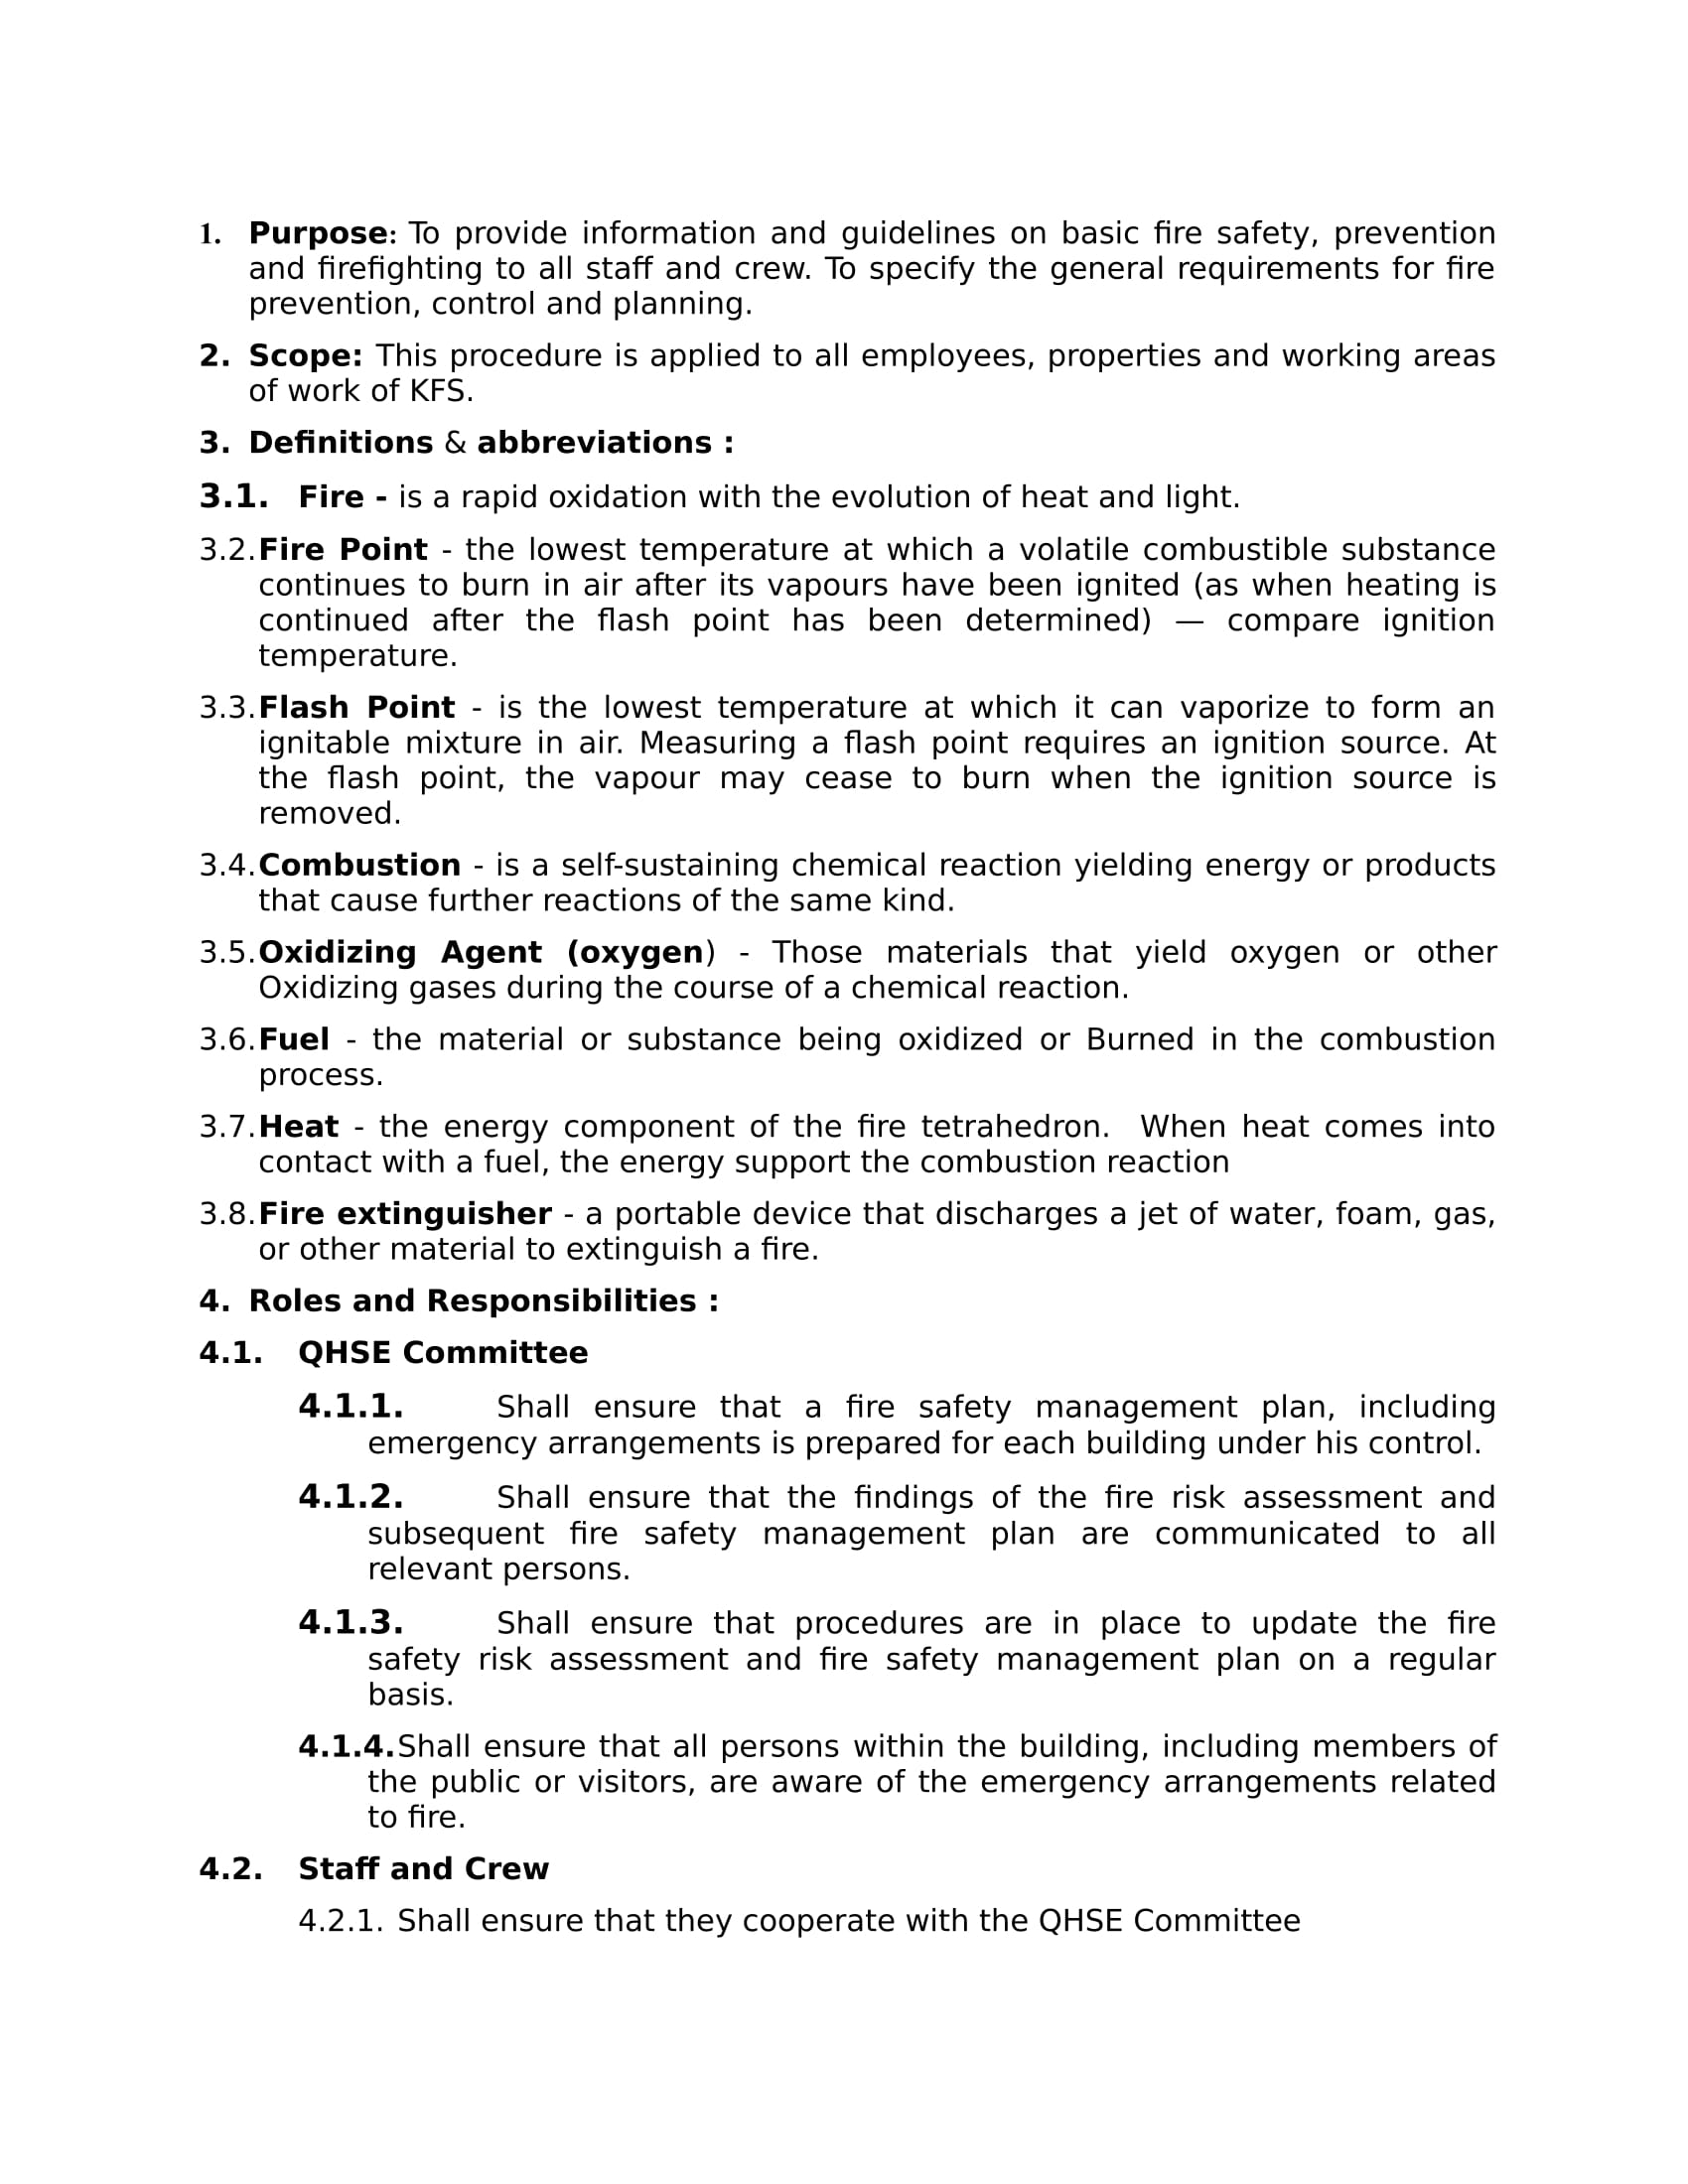 1. Purpose: To provide information and guidelines on basic fire safety, prevention
and firefighting to all staff and crew. To specify the general requirements for fire
prevention, control and planning.
2. Scope: This procedure is applied to all employees, properties and working areas
of work of KFS.
3. Definitions & abbreviations :
3.1. Fire - is a rapid oxidation with the evolution of heat and light.
3.2. Fire Point - the lowest temperature at which a volatile combustible substance
continues to burn in air after its vapours have been ignited (as when heating is
continued after the flash point has been determined) — compare ignition
temperature.
3.3. Flash Point - is the lowest temperature at which it can vaporize to form an
ignitable mixture in air. Measuring a flash point requires an ignition source. At
the flash point, the vapour may cease to burn when the ignition source is
removed.
3.4. Combustion - is a self-sustaining chemical reaction yielding energy or products
that cause further reactions of the same kind.
3.5. Oxidizing Agent (oxygen) - Those materials that yield oxygen or other
Oxidizing gases during the course of a chemical reaction.
3.6. Fuel - the material or substance being oxidized or Burned in the combustion
process.
3.7. Heat - the energy component of the fire tetrahedron. When heat comes into
contact with a fuel, the energy support the combustion reaction
3.8. Fire extinguisher - a portable device that discharges a jet of water, foam, gas,
or other material to extinguish a fire.
4. Roles and Responsibilities :
4.1. QHSE Committee
4.1.1. Shall ensure that a fire safety management plan, including
emergency arrangements is prepared for each building under his control.
4.1.2. Shall ensure that the findings of the fire risk assessment and
subsequent fire safety management plan are communicated to all
relevant persons.
4.1.3. Shall ensure that procedures are in place to update the fire
safety risk assessment and fire safety management plan on a regular
basis.
4.1.4. Shall ensure that all persons within the building, including members of
the public or visitors, are aware of the emergency arrangements related
to fire.
4.2. Staff and Crew
4.2.1. Shall ensure that they cooperate with the QHSE Committee